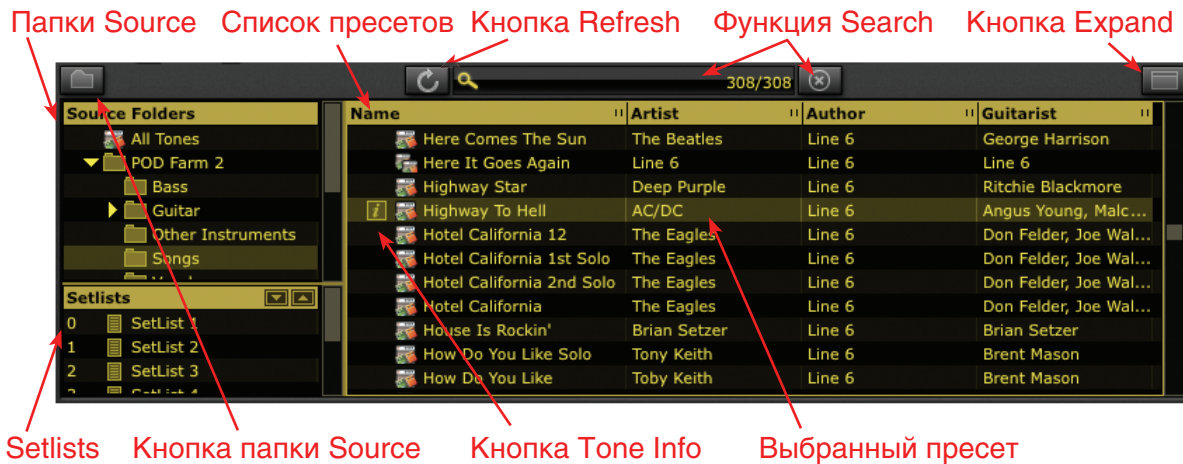 Папки Source Список пресетов Кнопка Refresh Функция Search Кнопка Expand
308/308
Source Folders
All Tones
POD Farm 2
Bass
Guitar
Other Instruments
Songs
Setlists
0 SetList 1
1 SetList 2
2 SetList 3
Name Artist Author Guitarist
Here Comes The Sun The Beatles Line 6 George Harrison
Here It Goes Again Line 6 Line 6 Line 6
Highway Star Deep Purple Line 6 Ritchie Blackmore
i Highway To Hell AC/DC Line 6 Angus Young, Malc...
Hotel California 12 The Eagles Line 6 Don Felder, Joe Wal...
Hotel California 1st Solo The Eagles Line 6 Don Felder, Joe Wal...
Hotel California 2nd Solo The Eagles Line 6 Don Felder, Joe Wal...
Hotel California The Eagles Line 6 Don Felder, Joe Wal...
House Is Rockin' Brian Setzer Line 6 Brian Setzer
How Do You Like Solo Tony Keith Line 6 Brent Mason
How Do You Like Toby Keith Line 6 Brent Mason
Setlists Кнопка папки Source Кнопка Tone Info Выбранный пресет